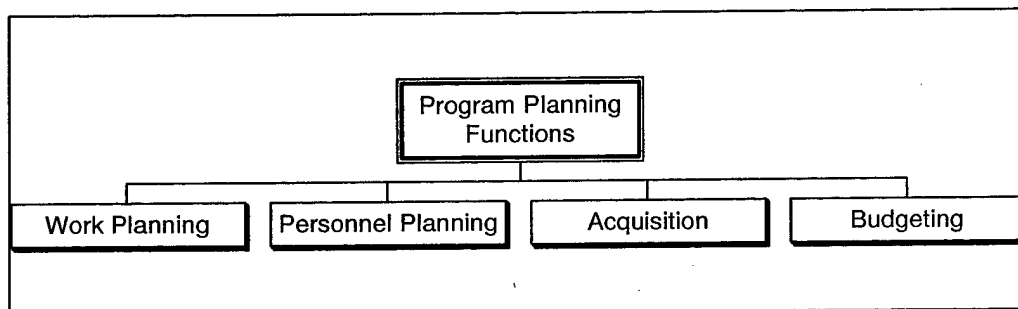 Program Planning
Functions
Work Planning
Personnel Planning
Acquisition
Budgeting